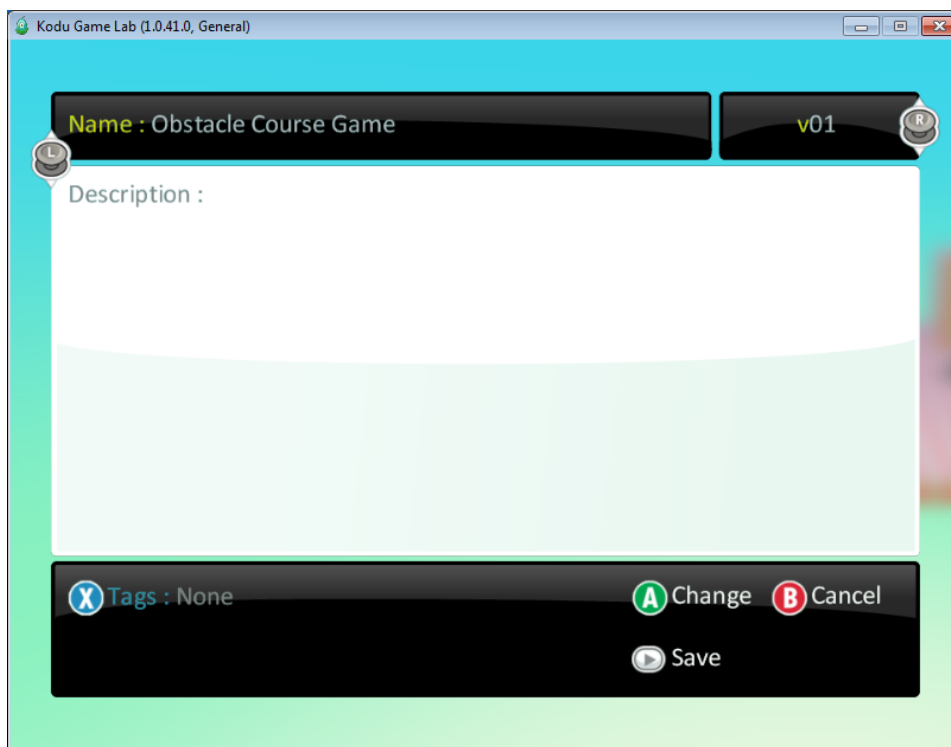 Kodu Game Lab (1.0.41.0, General)
Name : Obstacle Course Game
v01
L
R
Description :
X Tags : None
A Change B Cancel
Save